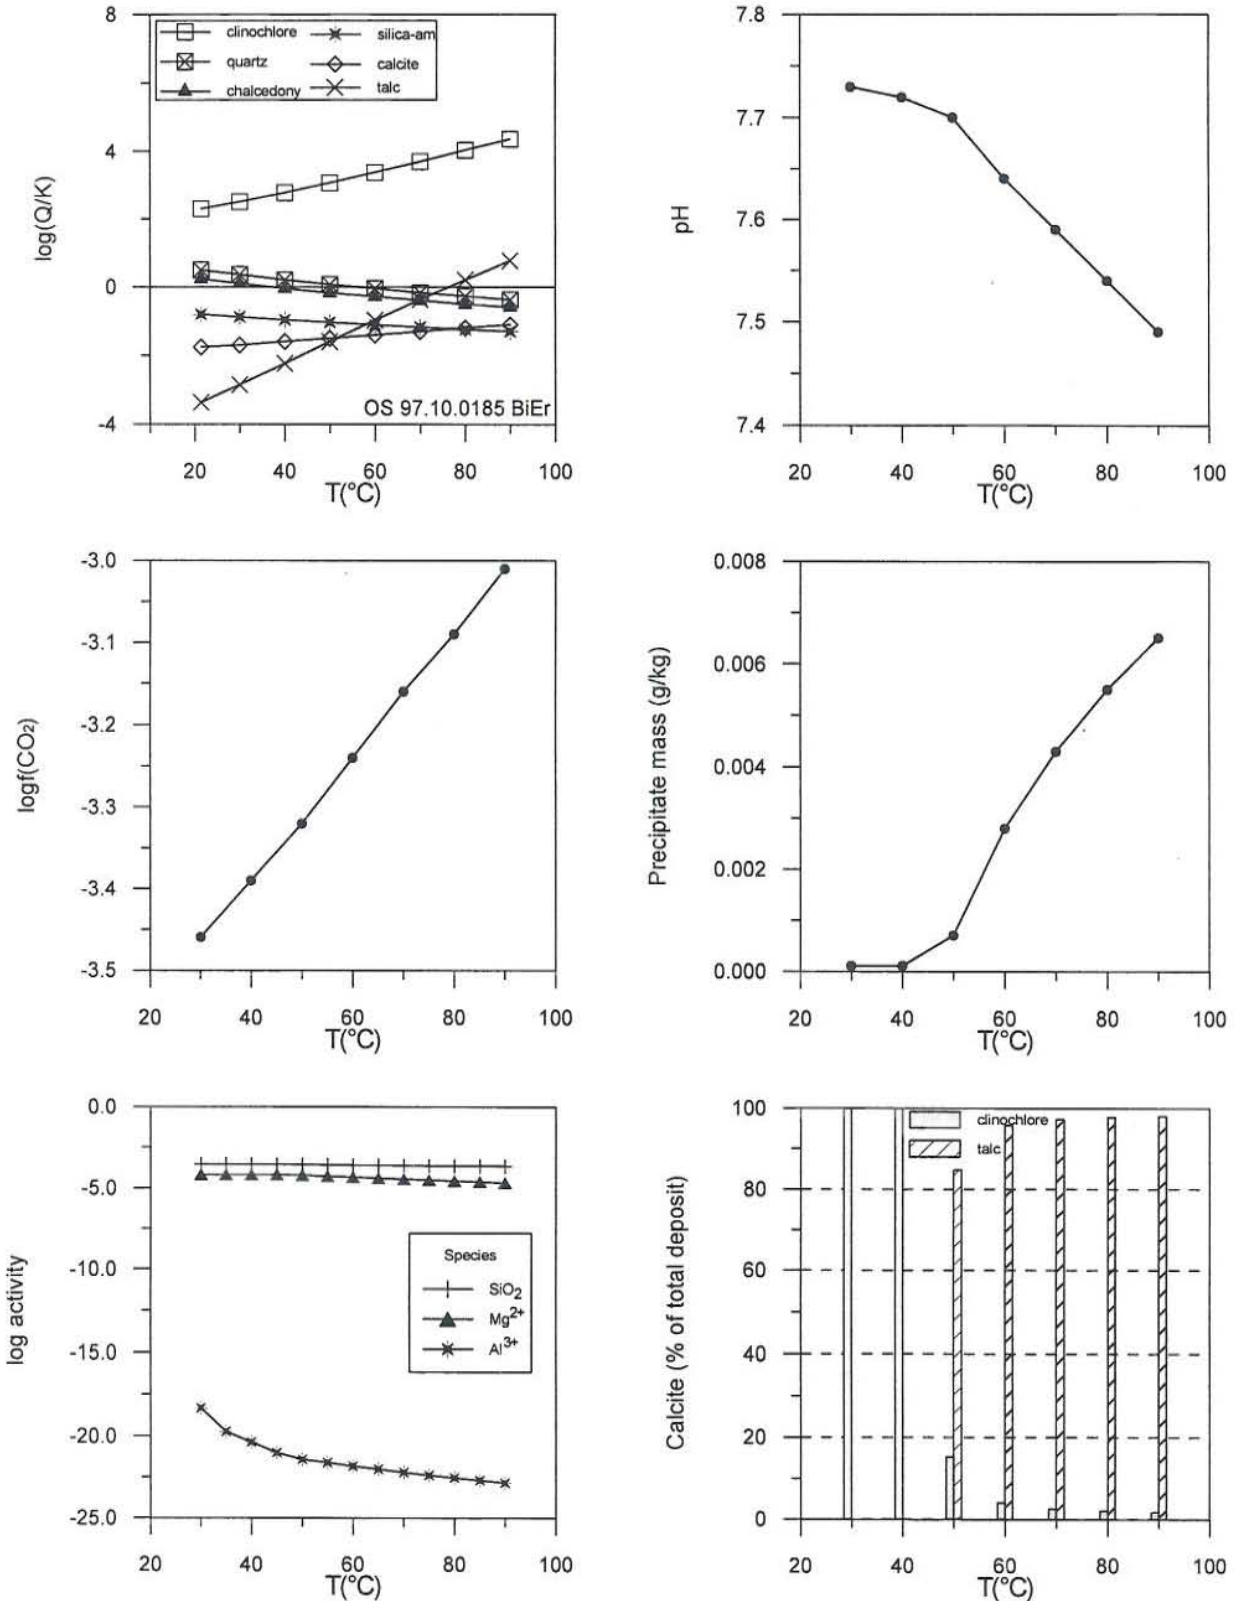 8
4
0
-4
log(Q/K)
clinochlore
silica-am
quartz
calcite
chalcedony
talc
OS 97.10.0185 BiEr
20 40 60 80 100
T(°C)
7.8
7.7
7.6
7.5
7.4
pH
20 40 60 80 100
T(°C)
-3.0
-3.1
-3.2
-3.3
-3.4
-3.5
logf(CO2)
20 40 60 80 100
T(°C)
0.008
0.006
0.004
0.002
0.000
Precipitate mass (g/kg)
20 40 60 80 100
T(°C)
0.0
-5.0
-10.0
-15.0
-20.0
-25.0
log activity
Species
SiO2
Mg2+
Al3+
20 40 60 80 100
T(°C)
100
80
60
40
20
0
Calcite (% of total deposit)
clinochlore
talc
20 40 60 80 100
T(°C)